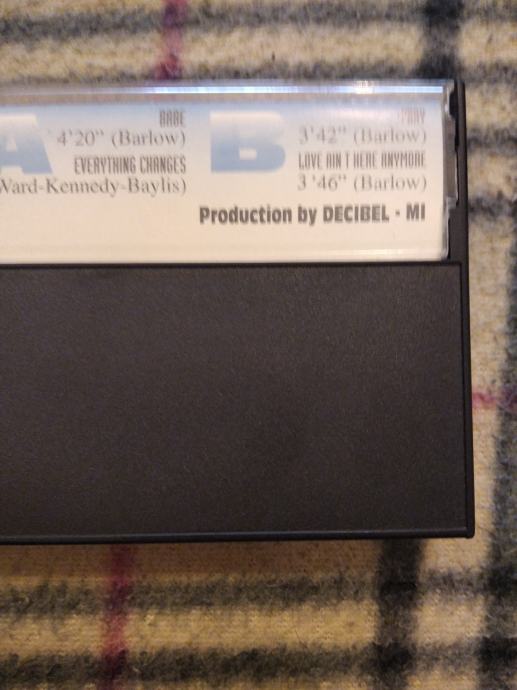 A
BABE
4'20" (Barlow)
EVERYTHING CHANGES
Ward-Kennedy-Baylis)
B
PRAY
3'42" (Barlow)
LOVE AIN T HERE ANYMORE
3 '46" (Barlow)
Production by DECIBEL · MI